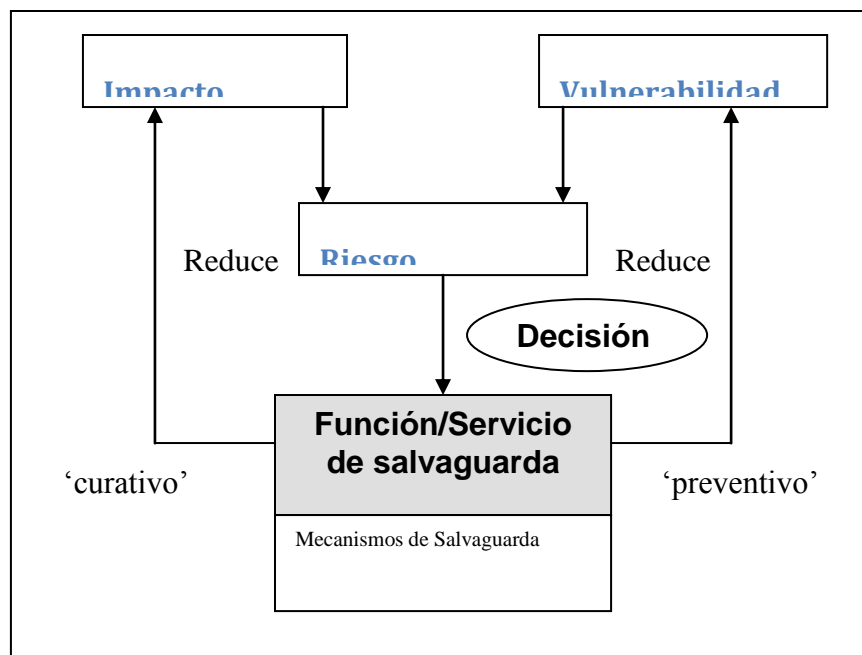 Impacto
Vulnerabilidad
Reduce
Riesgo
Reduce
Decisión
Función/Servicio
de salvaguarda
‘curativo’
‘preventivo’
Mecanismos de Salvaguarda